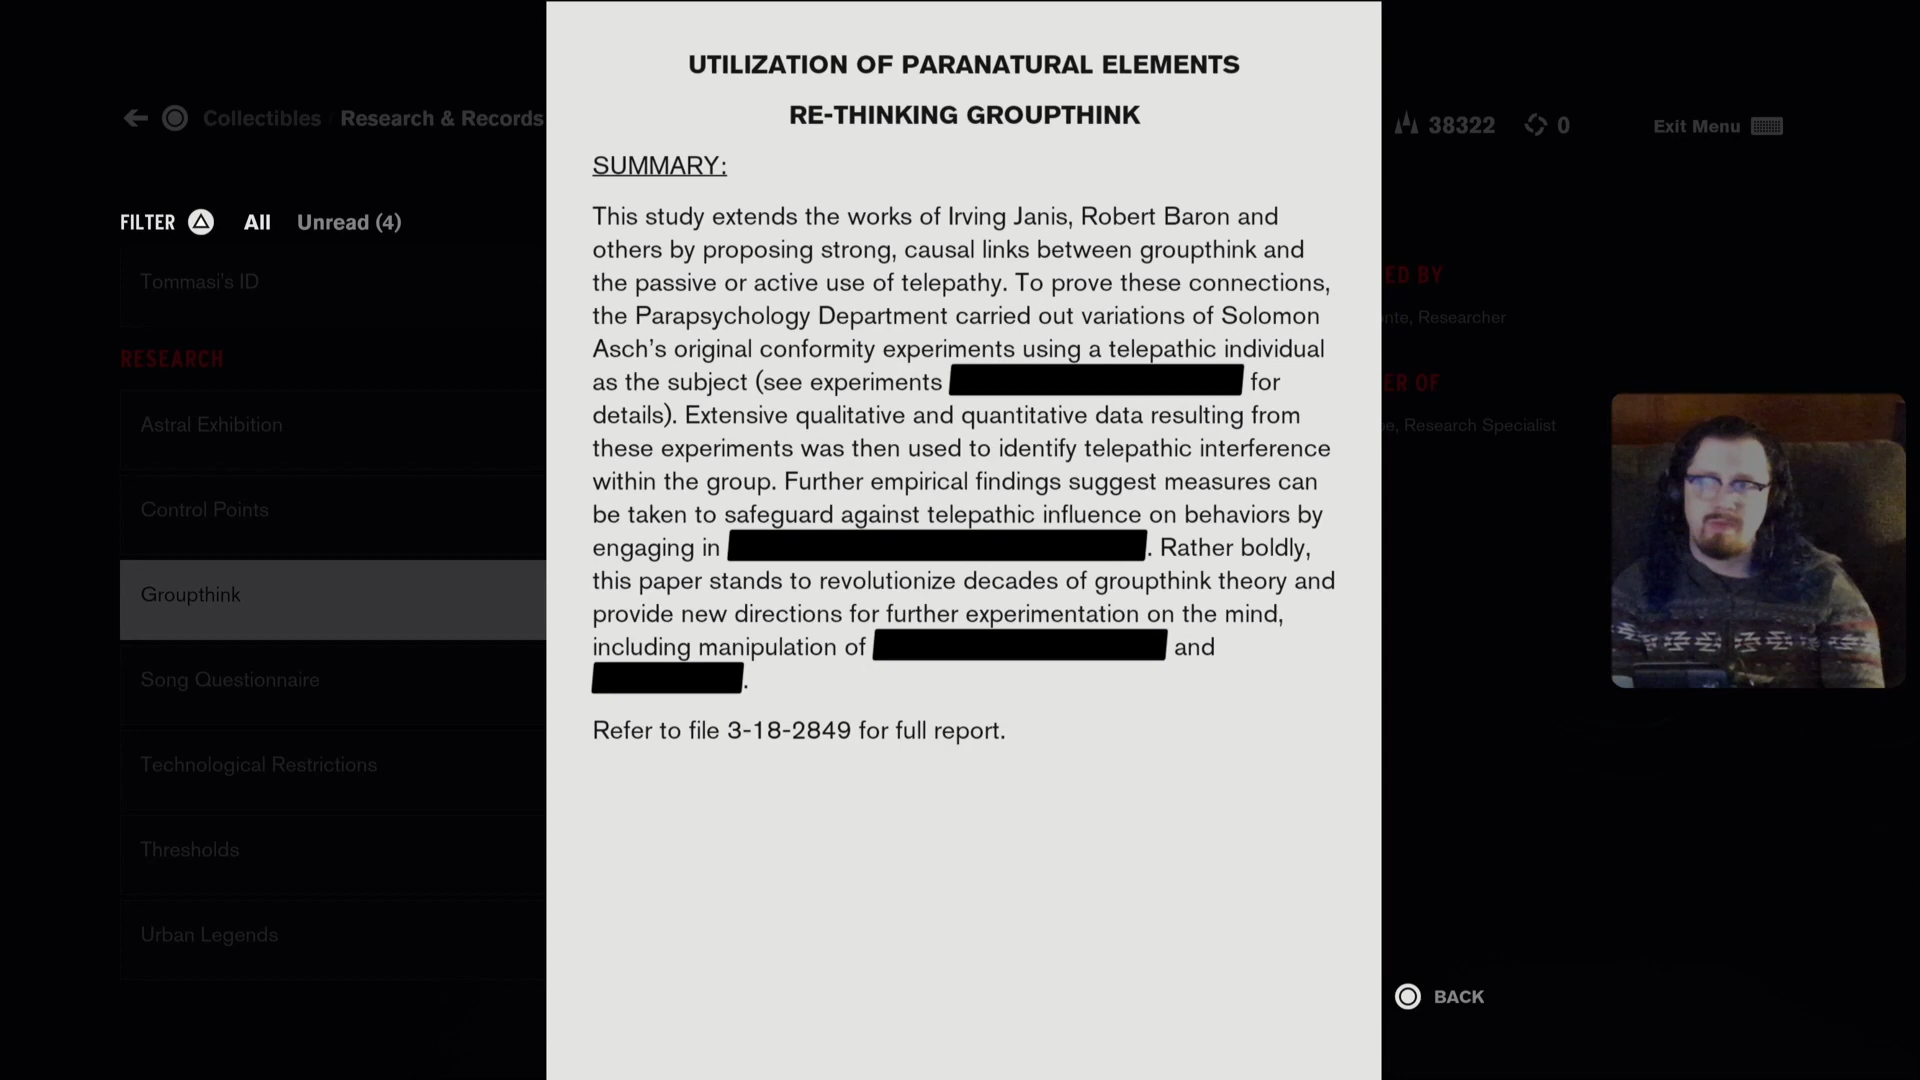 UTILIZATION OF PARANATURAL ELEMENTS
RE-THINKING GROUPTHINK
Collectibles / Research & Records
38322 0 Exit Menu
SUMMARY:
FILTER All Unread (4)
This study extends the works of Irving Janis, Robert Baron and
others by proposing strong, causal links between groupthink and
the passive or active use of telepathy. To prove these connections,
the Parapsychology Department carried out variations of Solomon
Asch's original conformity experiments using a telepathic individual
as the subject (see experiments for
details). Extensive qualitative and quantitative data resulting from
these experiments was then used to identify telepathic interference
within the group. Further empirical findings suggest measures can
be taken to safeguard against telepathic influence on behaviors by
engaging in . Rather boldly,
this paper stands to revolutionize decades of groupthink theory and
provide new directions for further experimentation on the mind,
including manipulation of and
.
Refer to file 3-18-2849 for full report.
Tommasi's ID
RESEARCH
Astral Exhibition
Control Points
Groupthink
Song Questionnaire
Technological Restrictions
Thresholds
Urban Legends
BY
Researcher
OF
Research Specialist
BACK